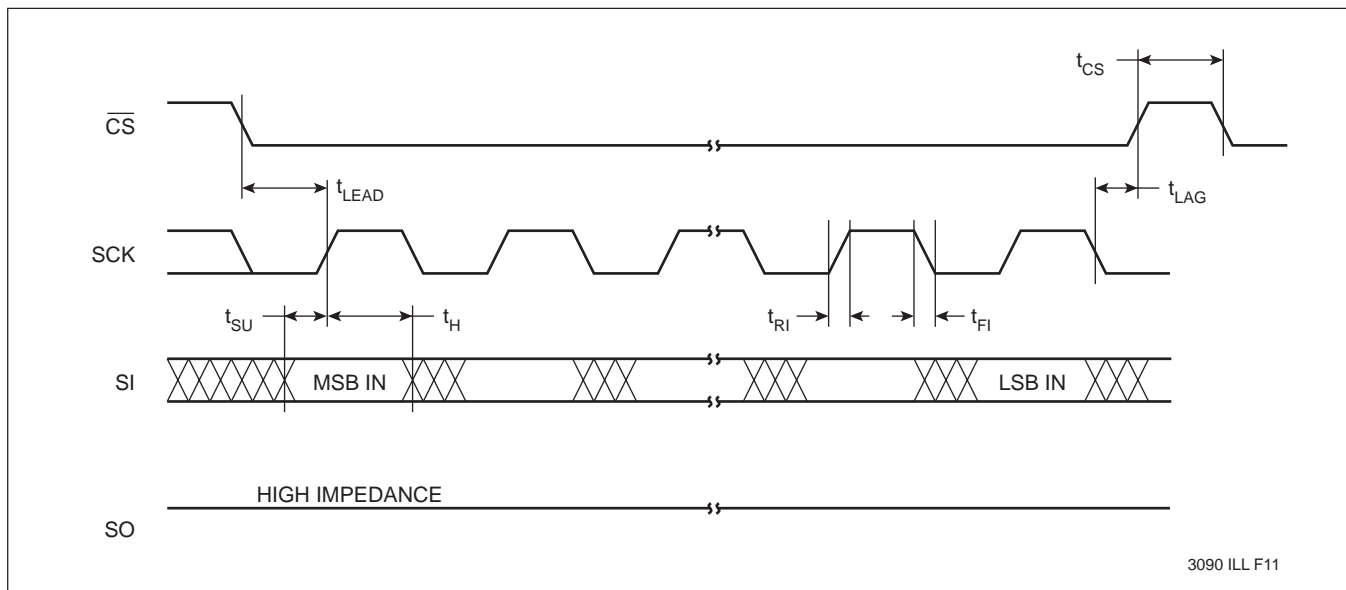 tCS
CS
tLEAD
tLAG
SCK
tSU
tH
tRI
tFI
SI
MSB IN
LSB IN
HIGH IMPEDANCE
SO
3090 ILL F11